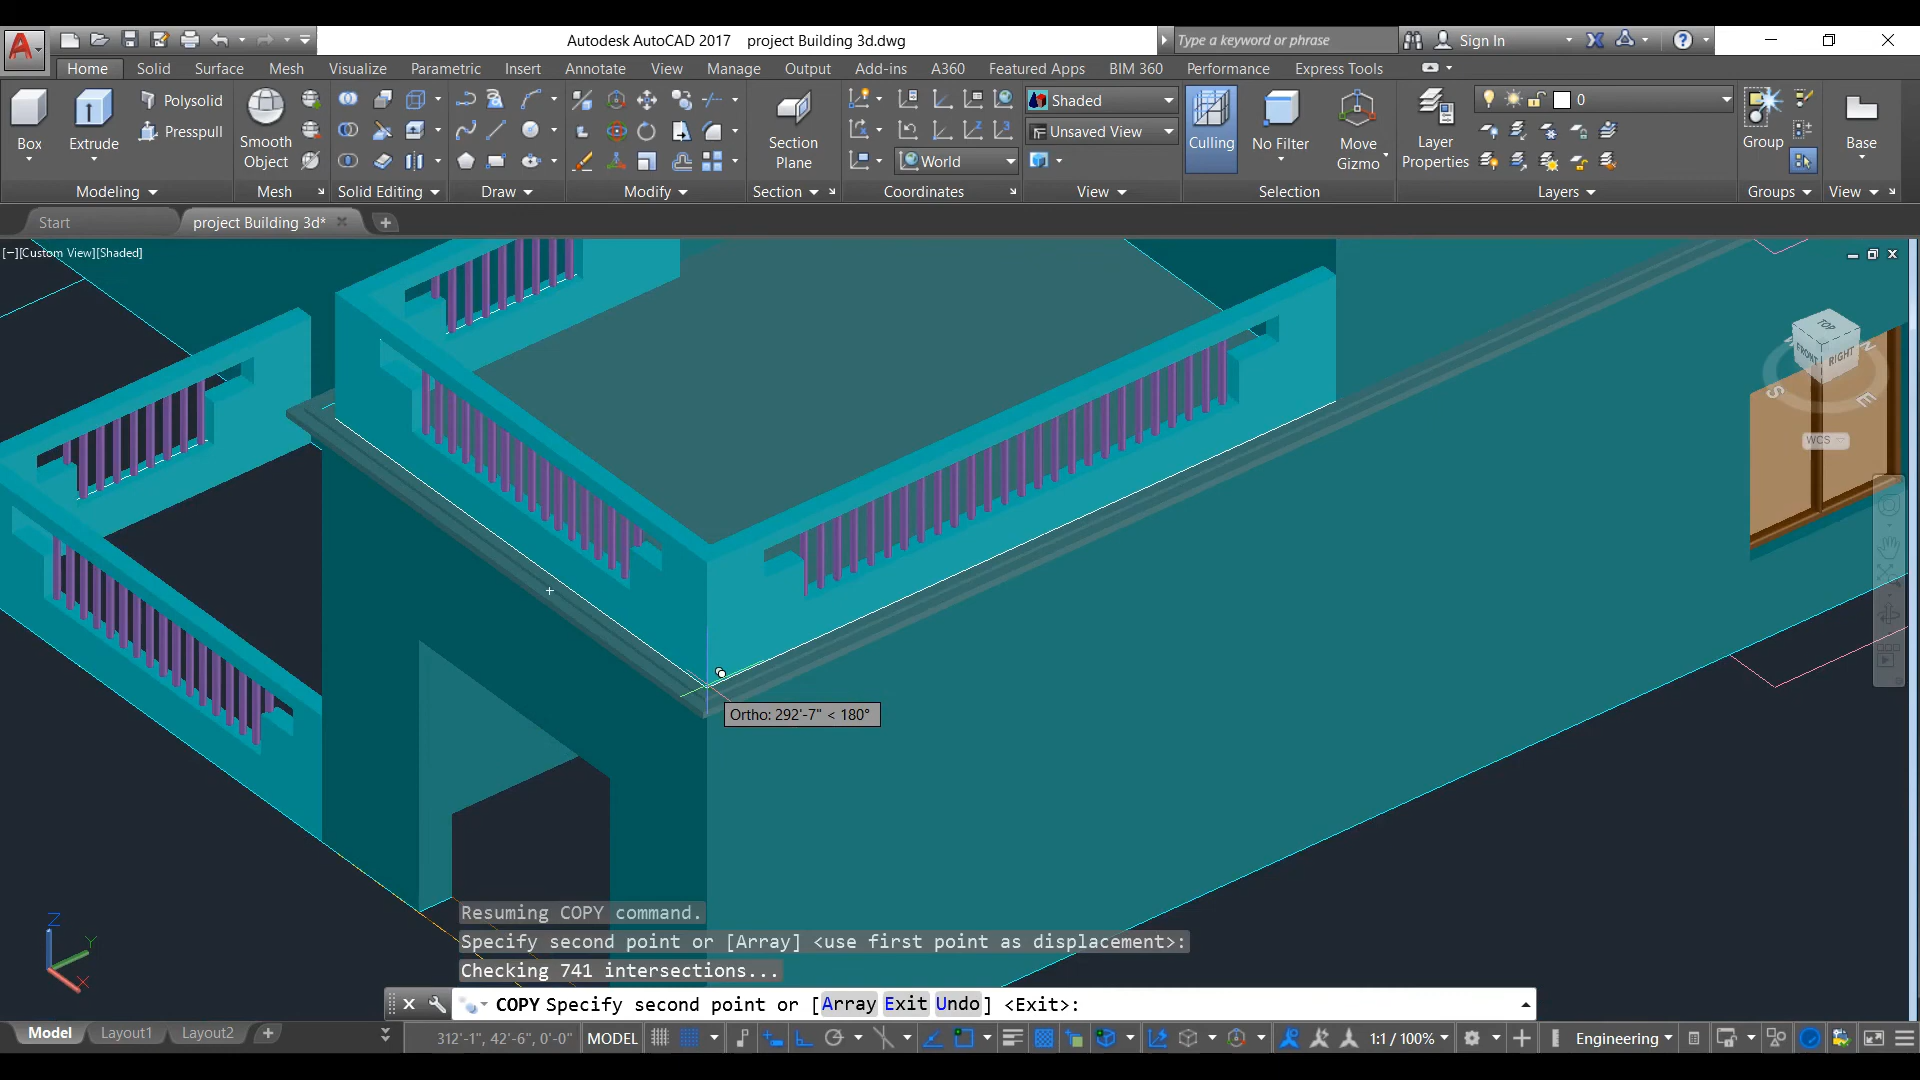 Autodesk AutoCAD 2017 project Building 3d.dwg
Type a keyword or phrase
Sign In
Home Solid Surface Mesh Visualize Parametric Insert Annotate View Manage Output Add-ins A360 Featured Apps BIM 360 Performance Express Tools
Box
Extrude
Polysolid
Presspull
Modeling
Smooth
Object
Mesh
Solid Editing
Draw
Modify
Section
Plane
Section
World
Coordinates
Shaded
Unsaved View
View
Culling
No Filter
Move
Gizmo
Selection
Layer
Properties
0
Layers
Group
Groups
Base
View
Start
project Building 3d*
[−][Custom View][Shaded]
TOP
FRONT
RIGHT
N
S
E
WCS
Ortho: 292'-7" < 180°
Z
Y
X
Resuming COPY command.
Specify second point or [Array] <use first point as displacement>:
Checking 741 intersections...
COPY Specify second point or [Array Exit Undo] <Exit>:
Model Layout1 Layout2
312'-1", 42'-6", 0'-0"
MODEL
1:1 / 100%
Engineering